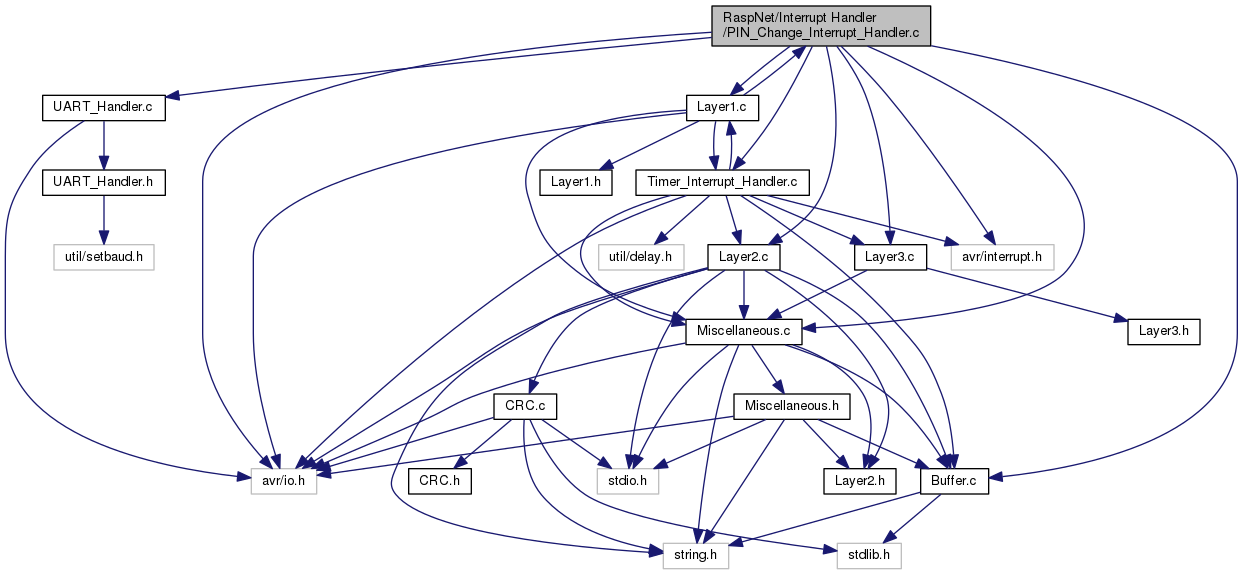 RaspNet/Interrupt Handler
/PIN_Change_Interrupt_Handler.c
UART_Handler.c
Layer1.c
UART_Handler.h
Layer1.h
Timer_Interrupt_Handler.c
util/setbaud.h
util/delay.h
Layer2.c
Layer3.c
avr/interrupt.h
Miscellaneous.c
Layer3.h
CRC.c
Miscellaneous.h
avr/io.h
CRC.h
stdio.h
Layer2.h
Buffer.c
string.h
stdlib.h